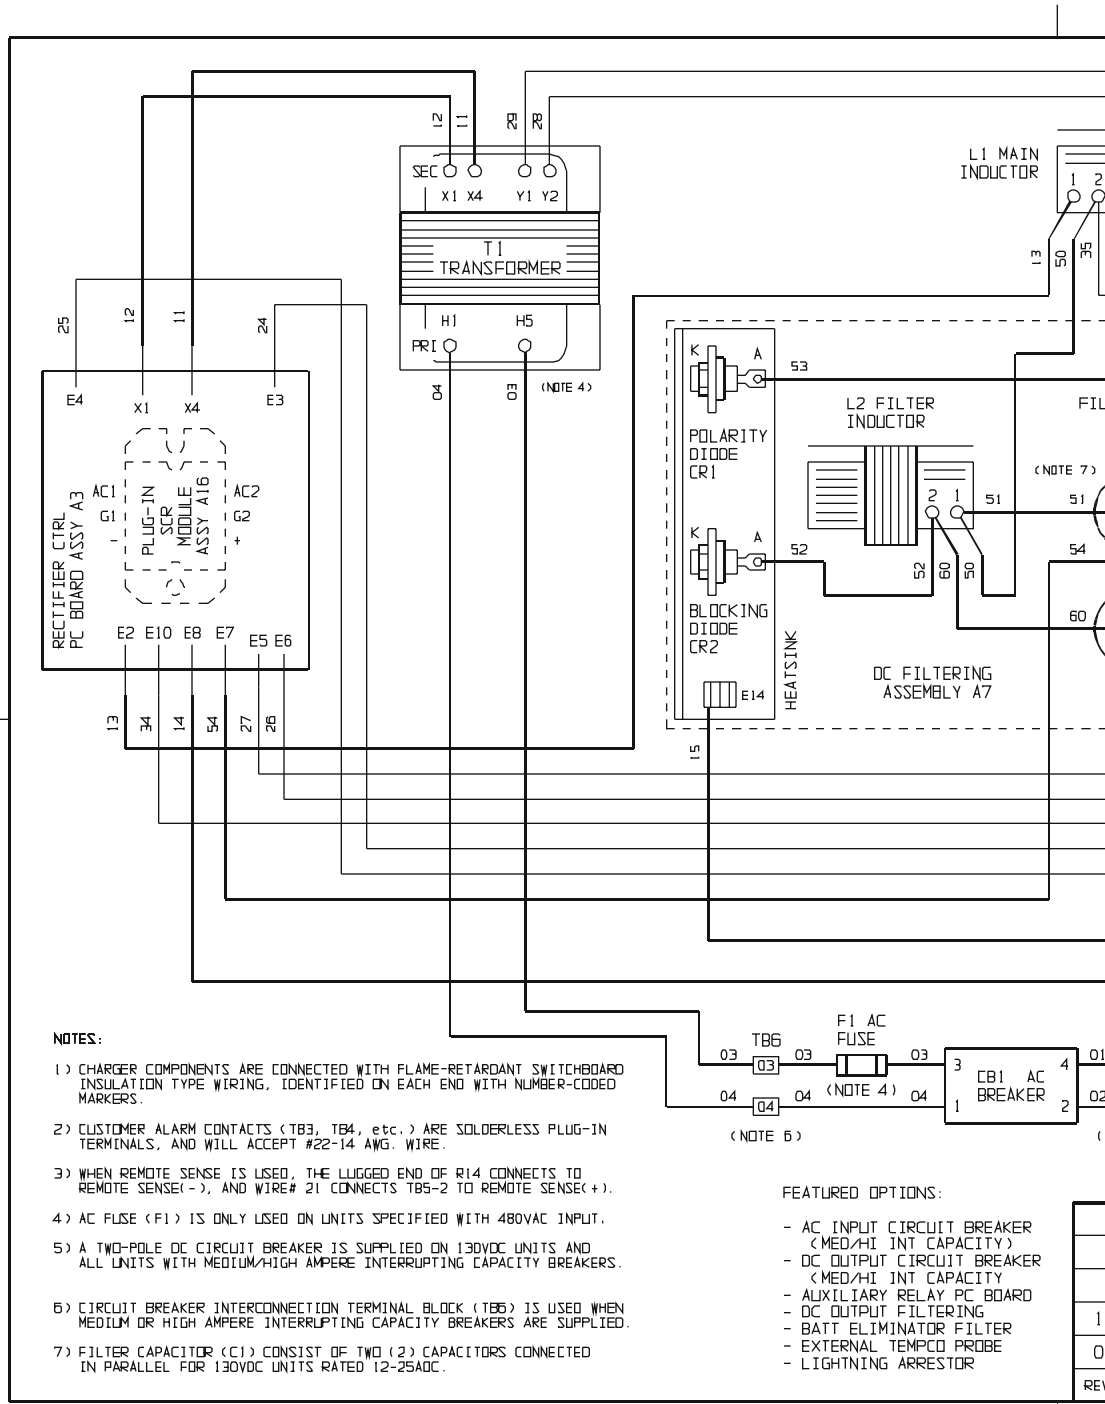 12
11
29
28
SEC
X1 X4
Y1 Y2
T1
TRANSFORMER
H1
H5
PRI
04
03
(NOTE 4)
L1 MAIN
INDUCTOR
1 2
13
50
35
25
12
11
24
E4
X1
X4
E3
AC1
G1
-
AC2
G2
+
PLUG-IN
SCR
MODULE
ASSY A16
RECTIFIER CTRL
PC BOARD ASSY A3
E2 E10 E8 E7 E5 E6
13
34
14
54
27
26
K
A
53
POLARITY
DIODE
CR1
K
A
52
BLOCKING
DIODE
CR2
E14
HEATSINK
15
L2 FILTER
INDUCTOR
2 1
51
52
60
50
FIL
(NOTE 7)
51
54
60
DC FILTERING
ASSEMBLY A7
F1 AC
FUSE
TB6
03
03
03
03
04
04
04
04
(NOTE 4)
(NOTE 6)
3
4
CB1 AC
BREAKER
1
2
01
02
(
NOTES:
1) CHARGER COMPONENTS ARE CONNECTED WITH FLAME-RETARDANT SWITCHBOARD
INSULATION TYPE WIRING, IDENTIFIED ON EACH END WITH NUMBER-CODED
MARKERS.
2) CUSTOMER ALARM CONTACTS (TB3, TB4, etc.) ARE SOLDERLESS PLUG-IN
TERMINALS, AND WILL ACCEPT #22-14 AWG. WIRE.
3) WHEN REMOTE SENSE IS USED, THE LUGGED END OF R14 CONNECTS TO
REMOTE SENSE(-), AND WIRE# 21 CONNECTS TB5-2 TO REMOTE SENSE(+).
4) AC FUSE (F1) IS ONLY USED ON UNITS SPECIFIED WITH 480VAC INPUT.
5) A TWO-POLE DC CIRCUIT BREAKER IS SUPPLIED ON 130VDC UNITS AND
ALL UNITS WITH MEDIUM/HIGH AMPERE INTERRUPTING CAPACITY BREAKERS.
6) CIRCUIT BREAKER INTERCONNECTION TERMINAL BLOCK (TB6) IS USED WHEN
MEDIUM OR HIGH AMPERE INTERRUPTING CAPACITY BREAKERS ARE SUPPLIED.
7) FILTER CAPACITOR (C1) CONSIST OF TWO (2) CAPACITORS CONNECTED
IN PARALLEL FOR 130VDC UNITS RATED 12-25ADC.
FEATURED OPTIONS:
- AC INPUT CIRCUIT BREAKER
(MED/HI INT CAPACITY)
- DC OUTPUT CIRCUIT BREAKER
(MED/HI INT CAPACITY
- AUXILIARY RELAY PC BOARD
- DC OUTPUT FILTERING
- BATT ELIMINATOR FILTER
- EXTERNAL TEMPCO PROBE
- LIGHTNING ARRESTOR
1
0
REV